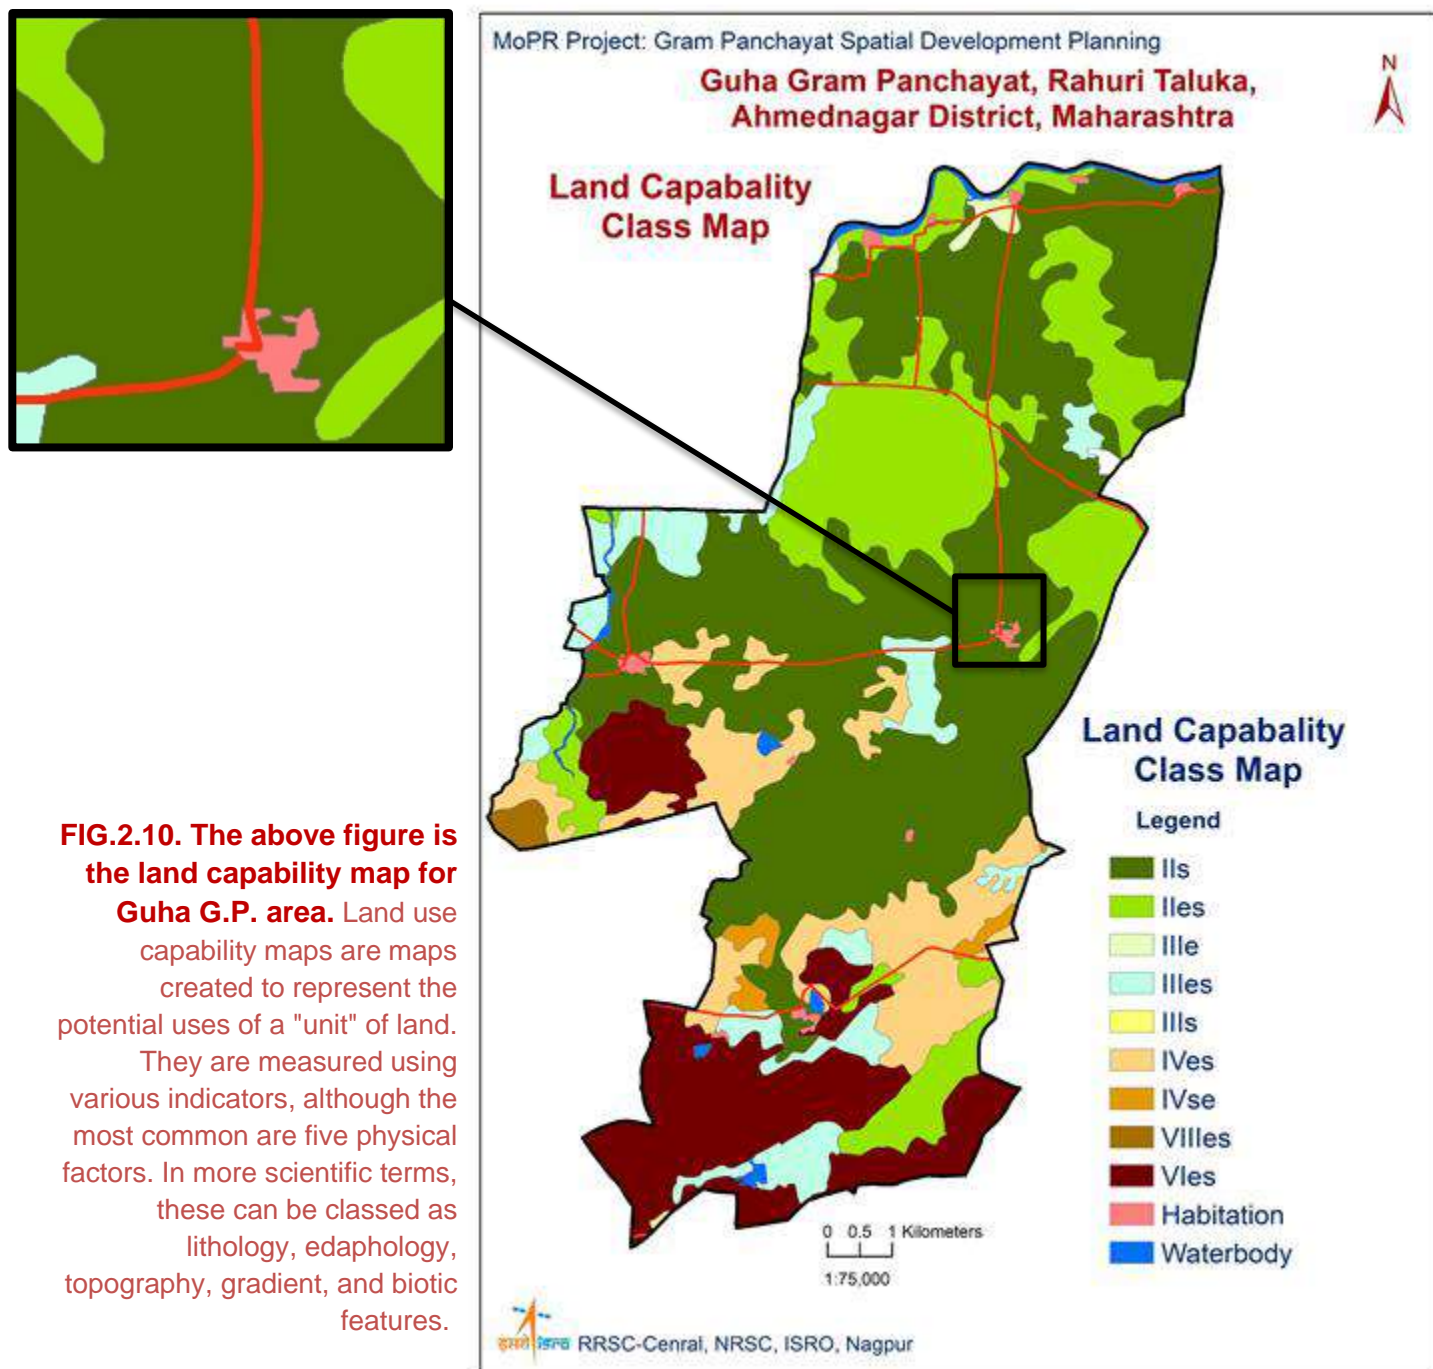 MoPR Project: Gram Panchayat Spatial Development Planning
Guha Gram Panchayat, Rahuri Taluka,
Ahmednagar District, Maharashtra
N
Land Capabality
Class Map
Land Capabality
Class Map
Legend
IIs
IIes
IIIe
IIIes
IIIs
IVes
IVse
VIIIes
VIes
Habitation
Waterbody
0 0.5 1 Kilometers
1:75,000
इसरो isro RRSC-Cenral, NRSC, ISRO, Nagpur
FIG.2.10. The above figure is
the land capability map for
Guha G.P. area. Land use
capability maps are maps
created to represent the
potential uses of a "unit" of land.
They are measured using
various indicators, although the
most common are five physical
factors. In more scientific terms,
these can be classed as
lithology, edaphology,
topography, gradient, and biotic
features.